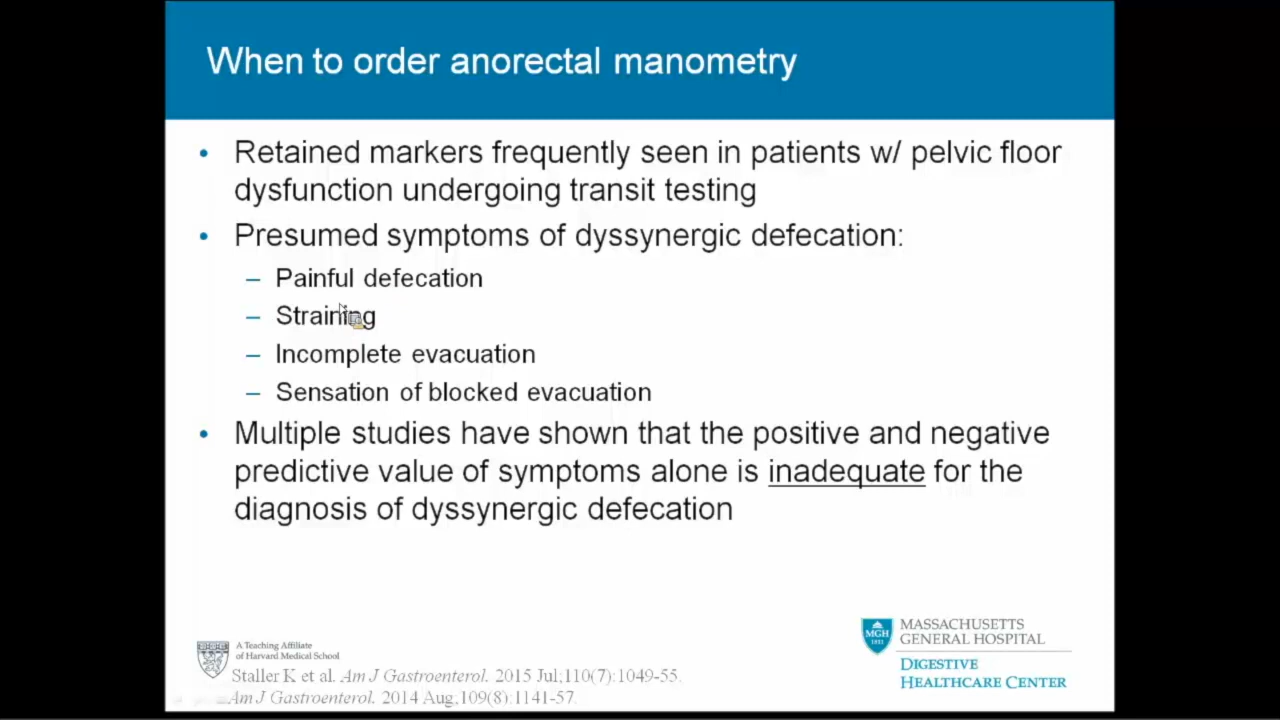 When to order anorectal manometry
• Retained markers frequently seen in patients w/ pelvic floor
dysfunction undergoing transit testing
• Presumed symptoms of dyssynergic defecation:
– Painful defecation
– Straining
– Incomplete evacuation
– Sensation of blocked evacuation
• Multiple studies have shown that the positive and negative
predictive value of symptoms alone is inadequate for the
diagnosis of dyssynergic defecation
A Teaching Affiliate
of Harvard Medical School
Staller K et al. Am J Gastroenterol. 2015 Jul;110(7):1049-55.
Am J Gastroenterol. 2014 Aug;109(8):1141-57.
MGH
1811
MASSACHUSETTS
GENERAL HOSPITAL
DIGESTIVE
HEALTHCARE CENTER